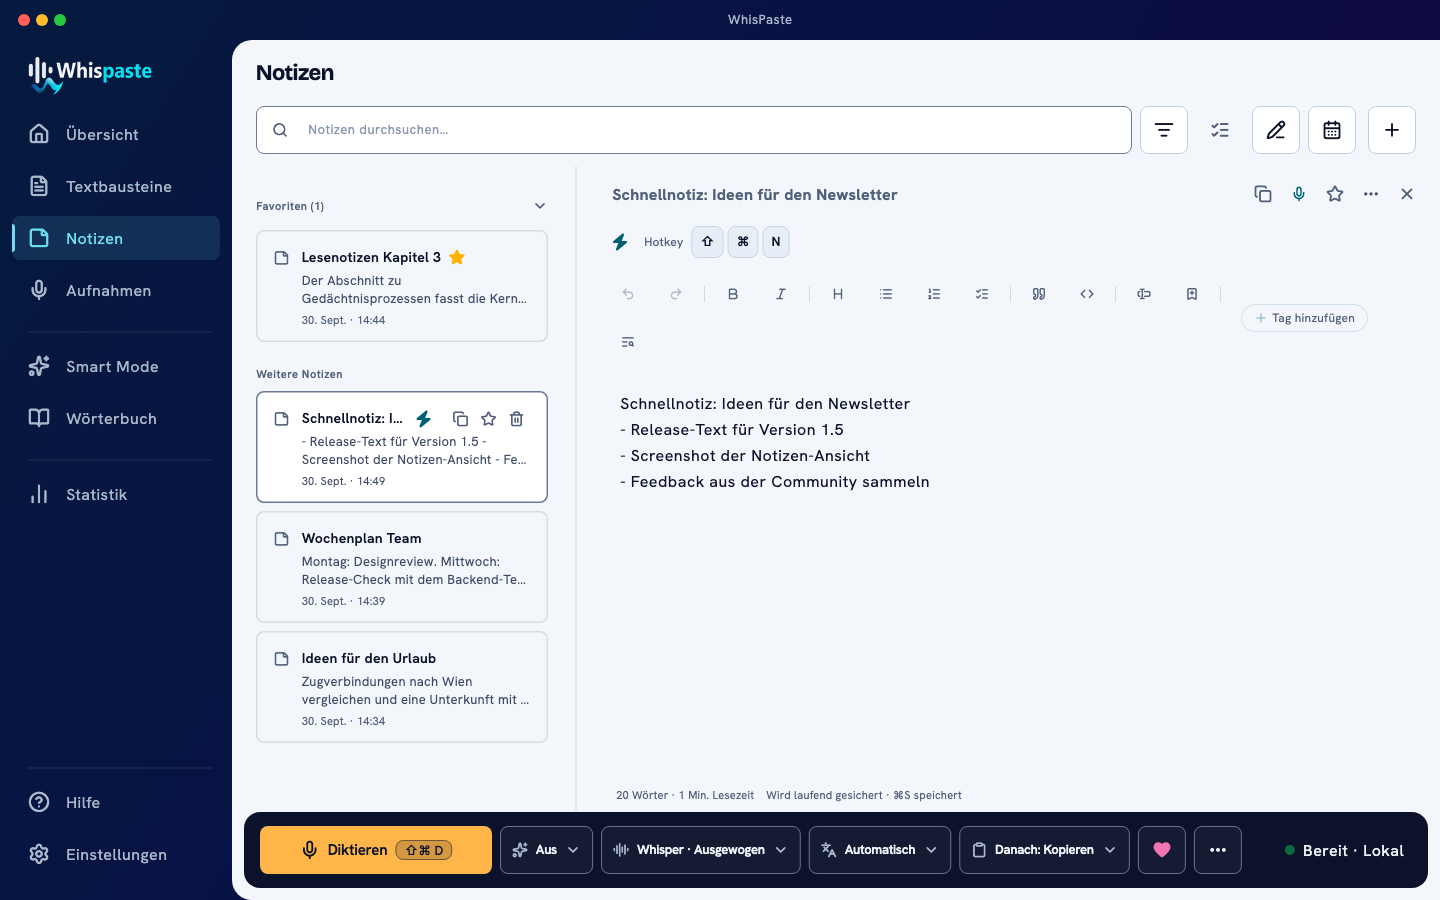 WhisPaste
Whispaste
Übersicht
Textbausteine
Notizen
Aufnahmen
Smart Mode
Wörterbuch
Statistik
Hilfe
Einstellungen
Notizen
Notizen durchsuchen...
Favoriten (1)
Lesenotizen Kapitel 3
Der Abschnitt zu
Gedächtnisprozessen fasst die Kern...
30. Sept. · 14:44
Weitere Notizen
Schnellnotiz: I...
- Release-Text für Version 1.5 -
Screenshot der Notizen-Ansicht - Fe...
30. Sept. · 14:49
Wochenplan Team
Montag: Designreview. Mittwoch:
Release-Check mit dem Backend-Te...
30. Sept. · 14:39
Ideen für den Urlaub
Zugverbindungen nach Wien
vergleichen und eine Unterkunft mit ...
30. Sept. · 14:34
Schnellnotiz: Ideen für den Newsletter
Hotkey ⇧ ⌘ N
Tag hinzufügen
Schnellnotiz: Ideen für den Newsletter
- Release-Text für Version 1.5
- Screenshot der Notizen-Ansicht
- Feedback aus der Community sammeln
20 Wörter · 1 Min. Lesezeit Wird laufend gesichert · ⌘S speichert
Diktieren ⇧⌘ D
Aus
Whisper · Ausgewogen
Automatisch
Danach: Kopieren
Bereit · Lokal